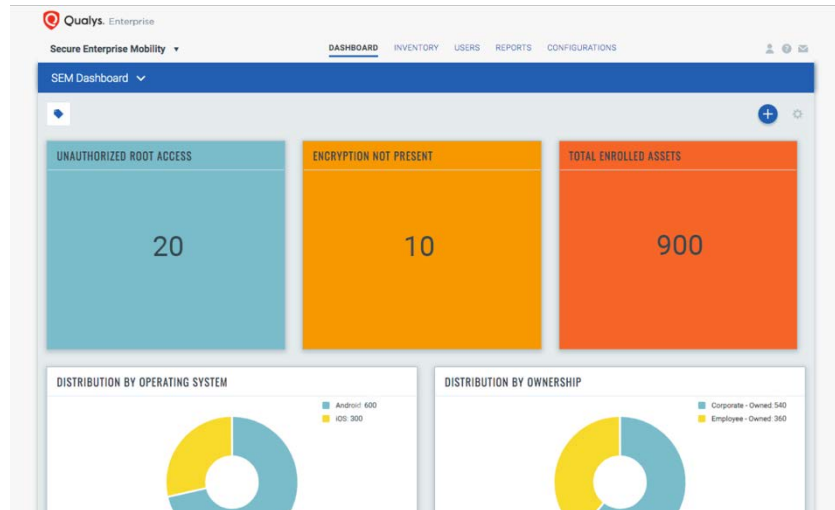 Qualys. Enterprise
Secure Enterprise Mobility
DASHBOARD INVENTORY USERS REPORTS CONFIGURATIONS
SEM Dashboard
UNAUTHORIZED ROOT ACCESS
20
ENCRYPTION NOT PRESENT
10
TOTAL ENROLLED ASSETS
900
DISTRIBUTION BY OPERATING SYSTEM
Android 600
iOS 300
DISTRIBUTION BY OWNERSHIP
Corporate - Owned 540
Employee - Owned 360